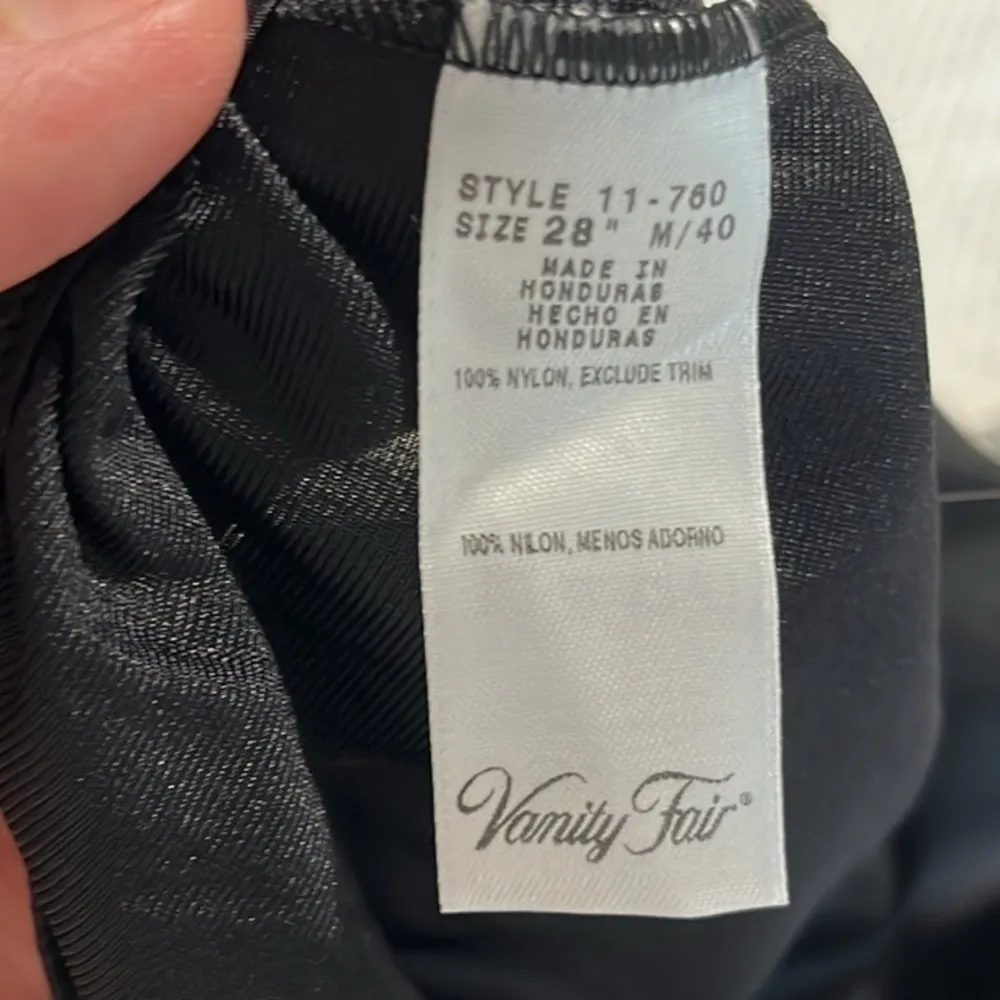 STYLE 11-760
SIZE 28" M/40
MADE IN
HONDURAS
HECHO EN
HONDURAS
100% NYLON, EXCLUDE TRIM
100% NILON, MENOS ADORNO
Vanity Fair®